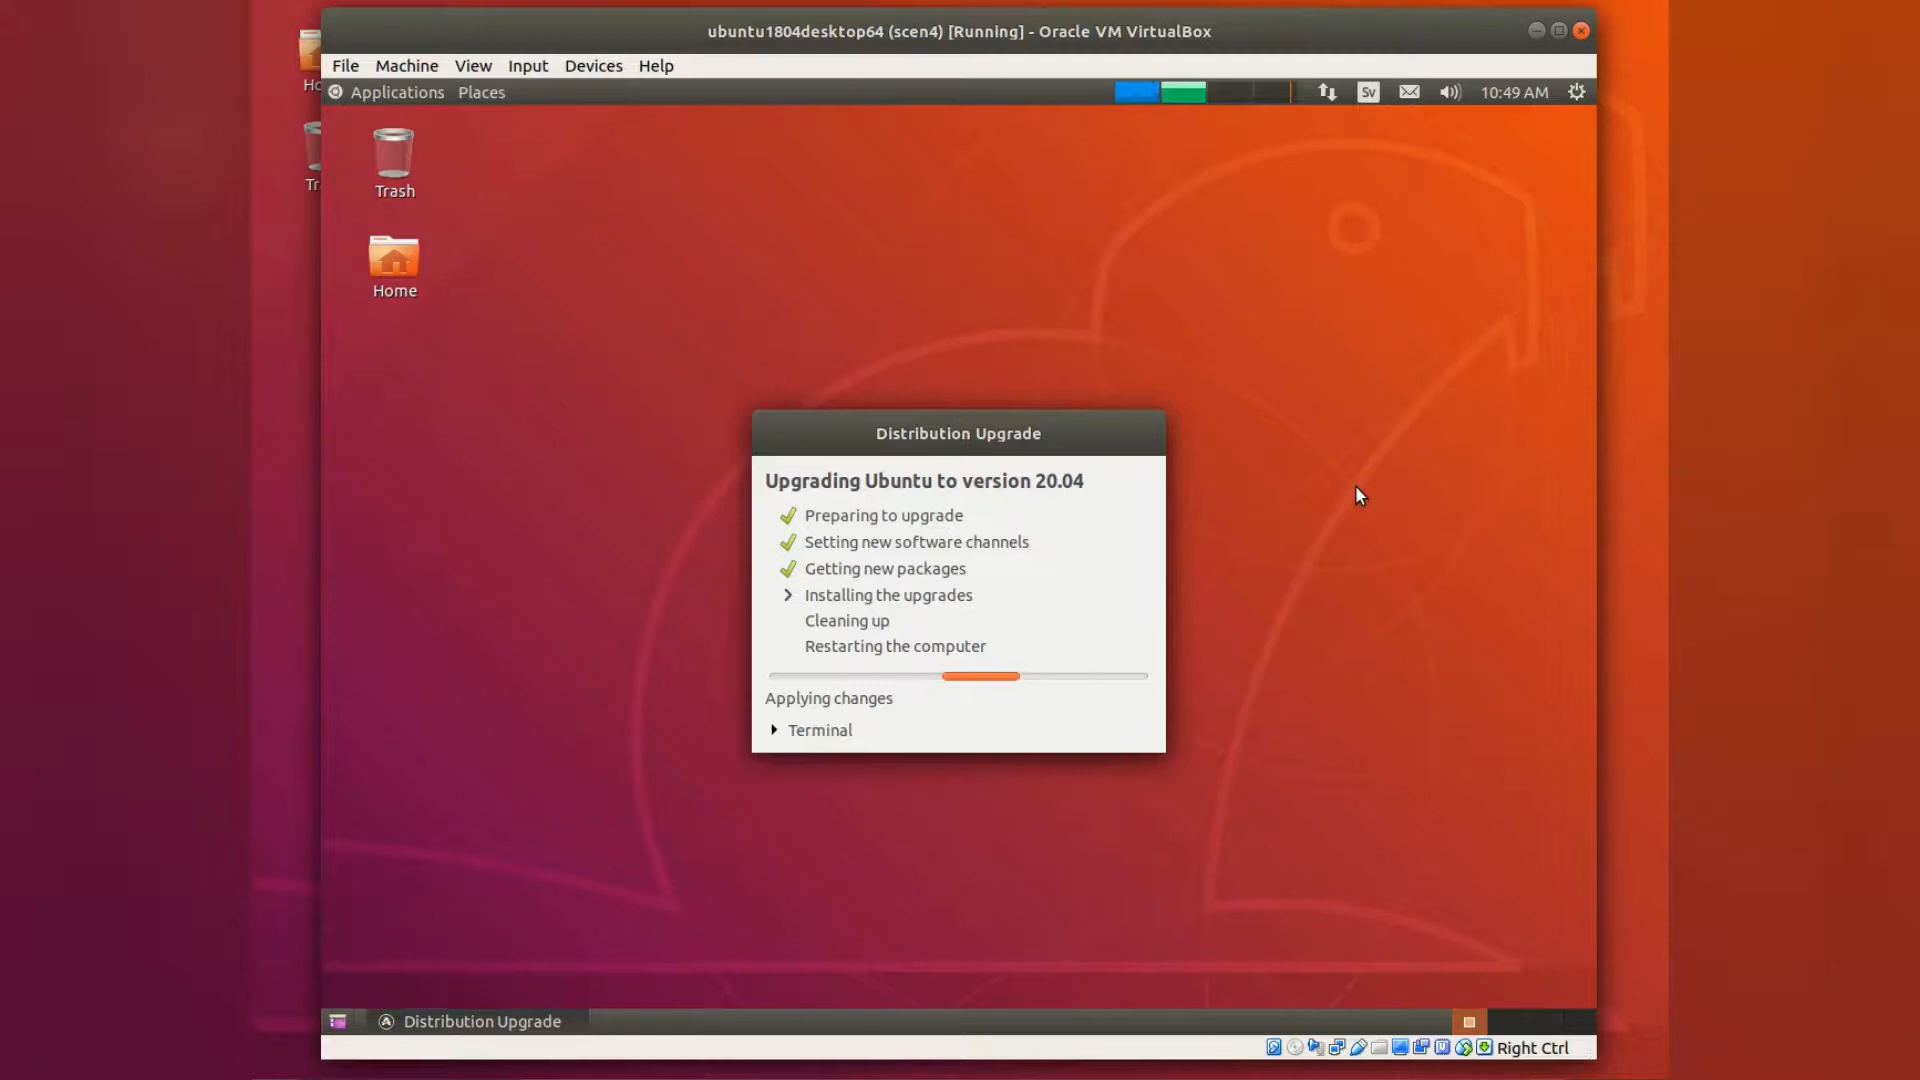 ubuntu1804desktop64 (scen4) [Running] - Oracle VM VirtualBox
File Machine View Input Devices Help
Applications Places Sv 10:49 AM
Trash
Home
Distribution Upgrade
Upgrading Ubuntu to version 20.04
Preparing to upgrade
Setting new software channels
Getting new packages
Installing the upgrades
Cleaning up
Restarting the computer
Applying changes
Terminal
Distribution Upgrade
Right Ctrl